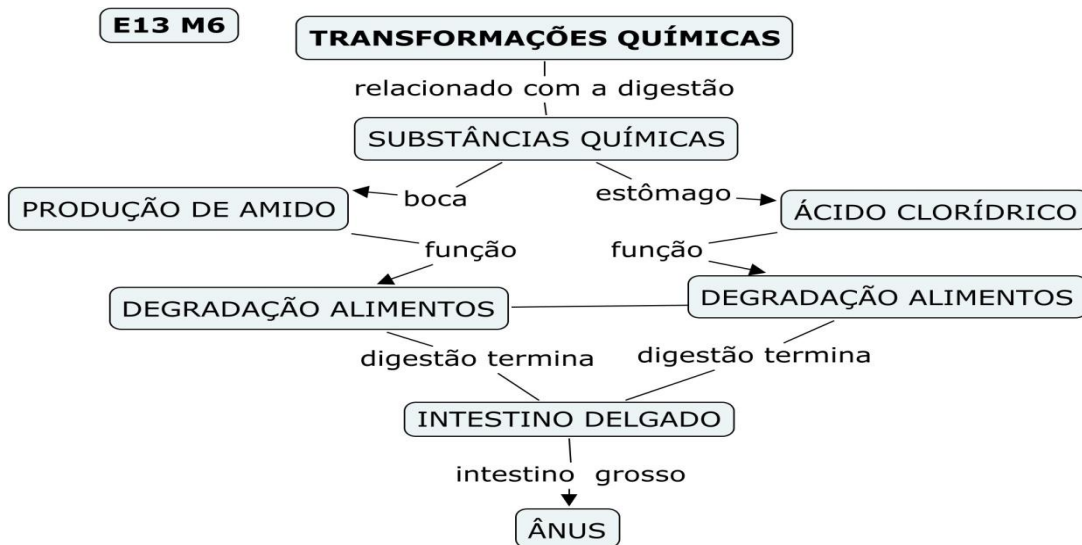 E13 M6
TRANSFORMAÇÕES QUÍMICAS
relacionado com a digestão
SUBSTÂNCIAS QUÍMICAS
boca
estômago
PRODUÇÃO DE AMIDO
ÁCIDO CLORÍDRICO
função
função
DEGRADAÇÃO ALIMENTOS
DEGRADAÇÃO ALIMENTOS
digestão termina
digestão termina
INTESTINO DELGADO
intestino grosso
ÂNUS